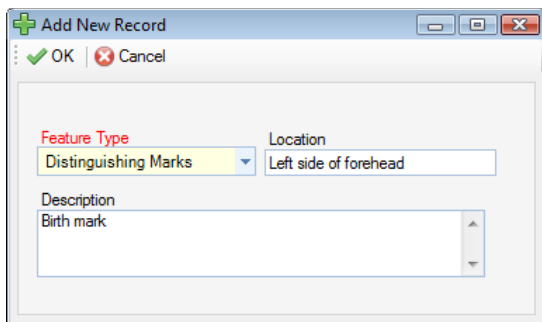 Add New Record
OK Cancel
Feature Type Location
Distinguishing Marks Left side of forehead
Description
Birth mark